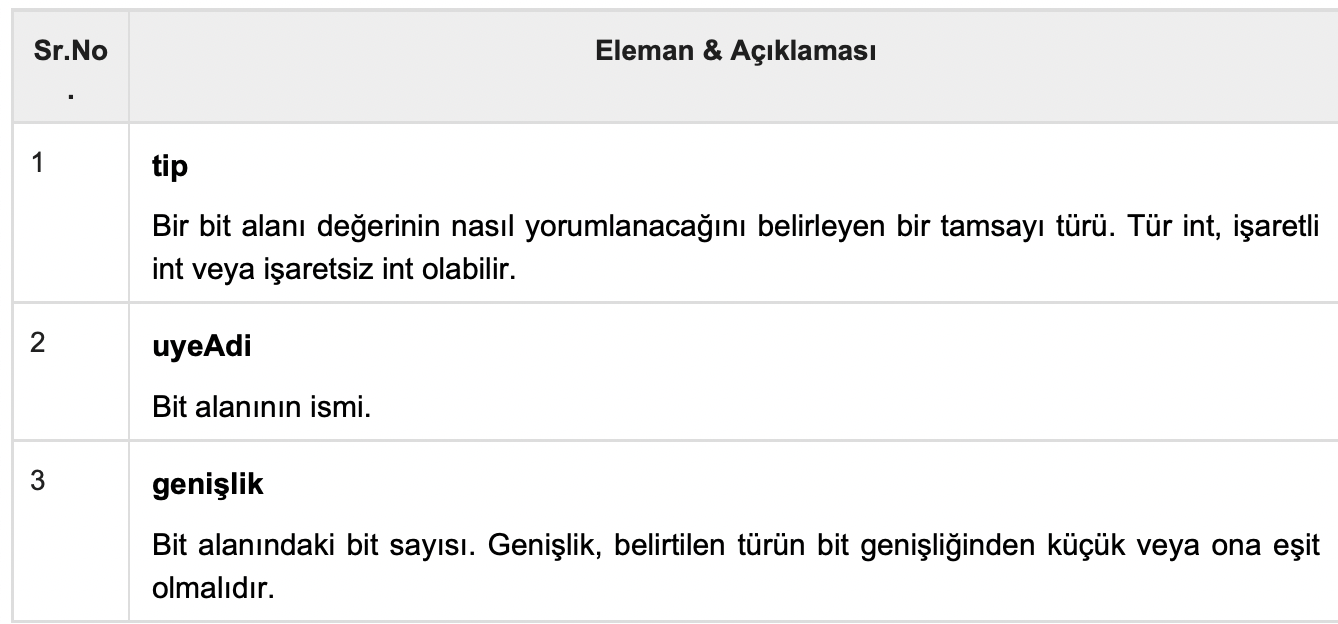 Sr.No
.
Eleman & Açıklaması
1
tip
Bir bit alanı değerinin nasıl yorumlanacağını belirleyen bir tamsayı türü. Tür int, işaretli
int veya işaretsiz int olabilir.
2
uyeAdi
Bit alanının ismi.
3
genişlik
Bit alanındaki bit sayısı. Genişlik, belirtilen türün bit genişliğinden küçük veya ona eşit
olmalıdır.